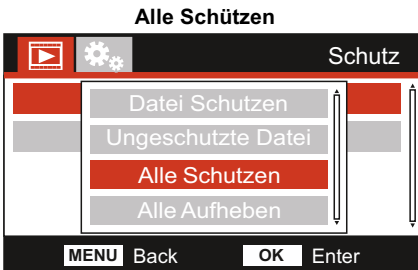 Alle Schützen
Schutz
Datei Schutzen
Ungeschutzte Datei
Alle Schutzen
Alle Aufheben
MENU Back OK Enter